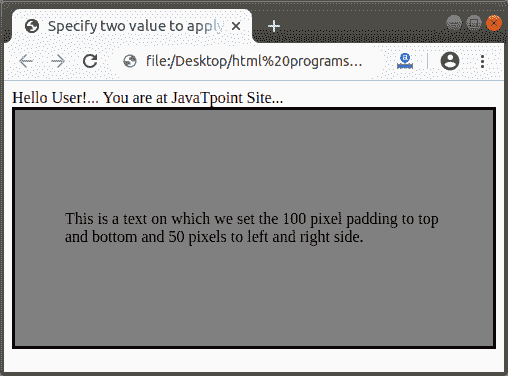 Specify two value to apply
file:/Desktop/html%20programs...
Hello User!... You are at JavaTpoint Site...
This is a text on which we set the 100 pixel padding to top
and bottom and 50 pixels to left and right side.